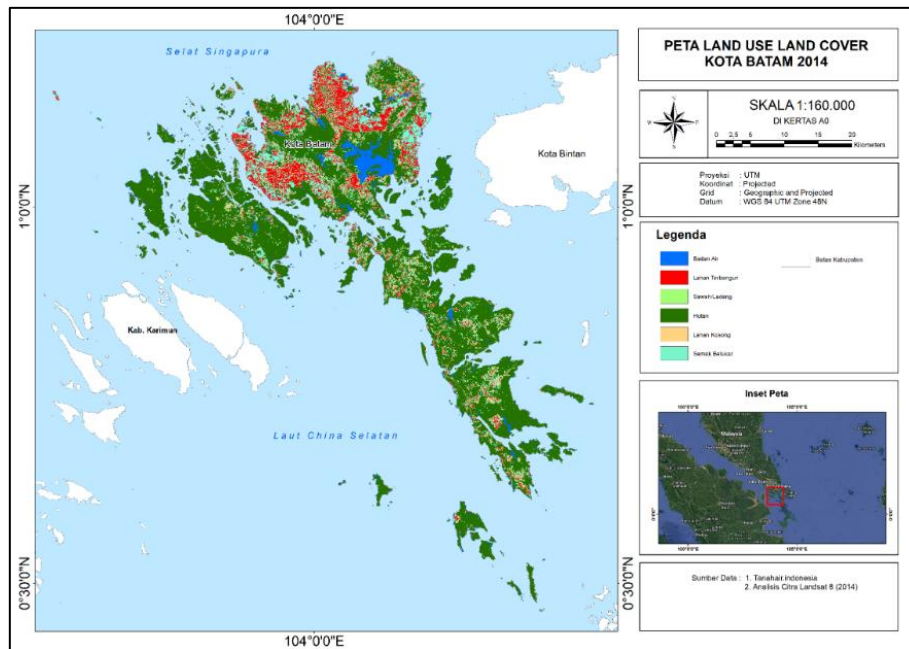 104°0'0"E
Selat Singapura
Kota Batam
Kota Bintan
1°0'0"N
1°0'0"N
Kab. Karimun
Laut China Selatan
0°30'0"N
0°30'0"N
104°0'0"E
PETA LAND USE LAND COVER
KOTA BATAM 2014
SKALA 1:160.000
DI KERTAS A0
N
W
E
S
0 2,5 5 10 15 20
Kilometers
Proyeksi : UTM
Koordinat : Projected
Grid : Geographic and Projected
Datum : WGS 84 UTM Zone 48N
Legenda
Badan Air
Batas Kabupaten
Lahan Terbangun
Sawah Ladang
Hutan
Lahan Kosong
Semak Belukar
Inset Peta
Malaysia
Sumber Data : 1. Tanahair.indonesia
2. Analisis Citra Landsat 8 (2014)